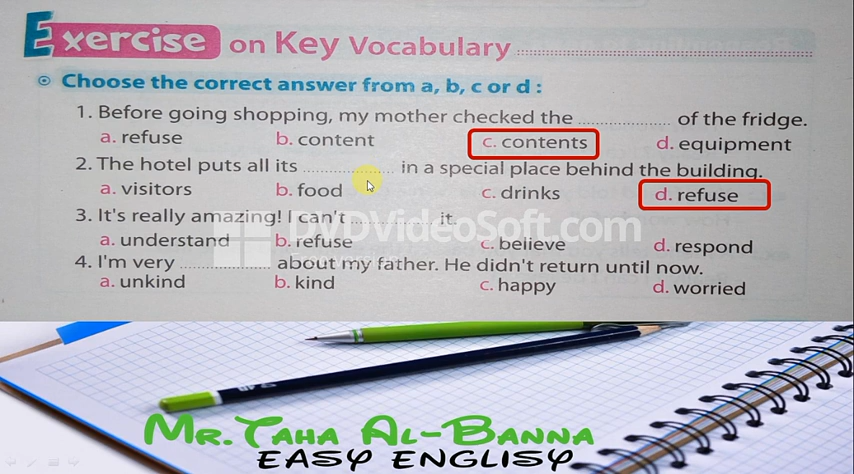 Exercise on Key Vocabulary
Choose the correct answer from a, b, c or d :
1. Before going shopping, my mother checked the .................... of the fridge.
a. refuse b. content c. contents d. equipment
2. The hotel puts all its .................... in a special place behind the building.
a. visitors b. food c. drinks d. refuse
3. It's really amazing! I can't .................... it.
DVDVideoSoft.com
a. understand b. refuse c. believe d. respond
4. I'm very .................... about my father. He didn't return until now.
a. unkind b. kind c. happy d. worried
MR.TAHA AL-BANNA
EASY ENGLISY